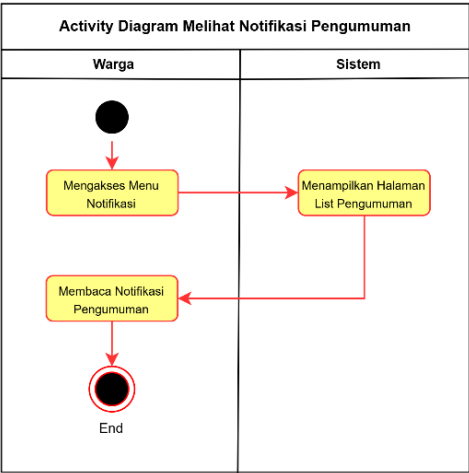 Activity Diagram Melihat Notifikasi Pengumuman
Warga
Sistem
Mengakses Menu
Notifikasi
Menampilkan Halaman
List Pengumuman
Membaca Notifikasi
Pengumuman
End